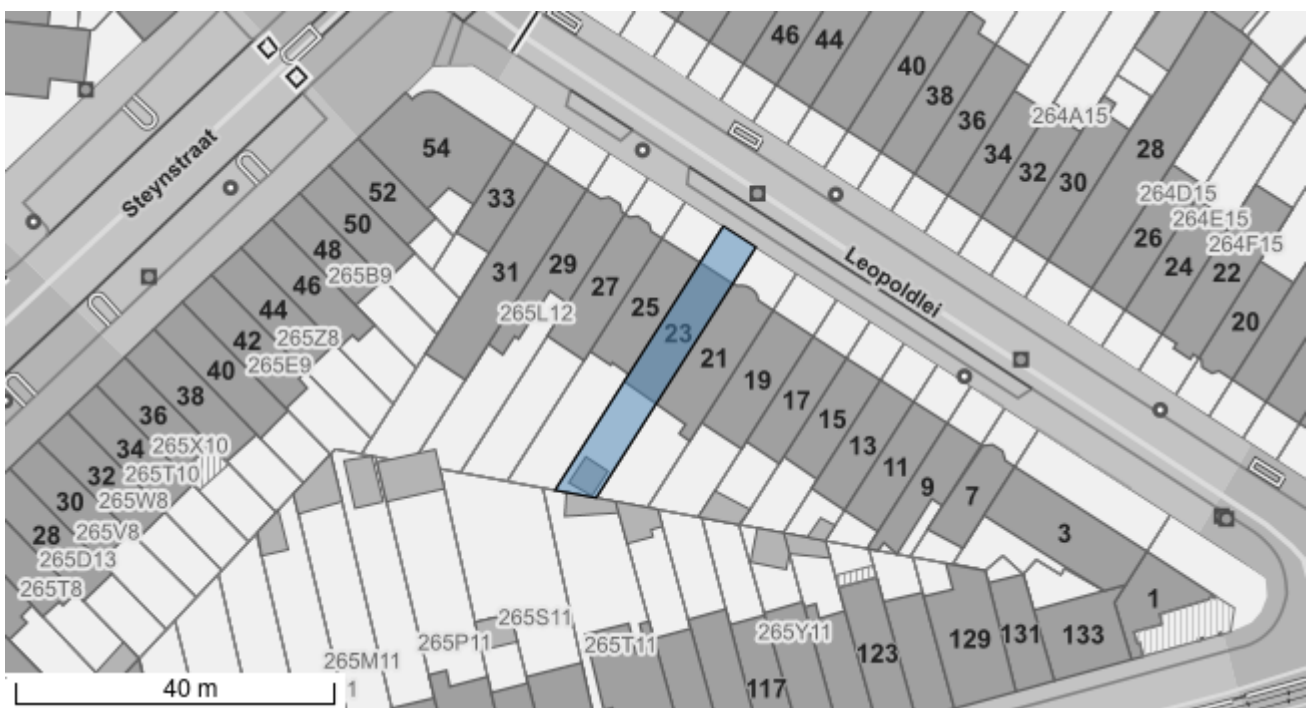 46
44
40
38
36
264A15
34
32
30
28
264D15
264E15
26
264F15
24
22
20
Steynstraat
Leopoldlei
54
52
50
48
265B9
46
44
265Z8
42
265E9
40
38
36
265X10
34
265T10
32
265W8
30
265V8
28
265D13
265T8
33
31
29
265L12
27
25
23
21
19
17
15
13
11
9
7
3
1
265S11
265P11
265T11
265Y11
265M11
1
117
123
129
131
133
40 m